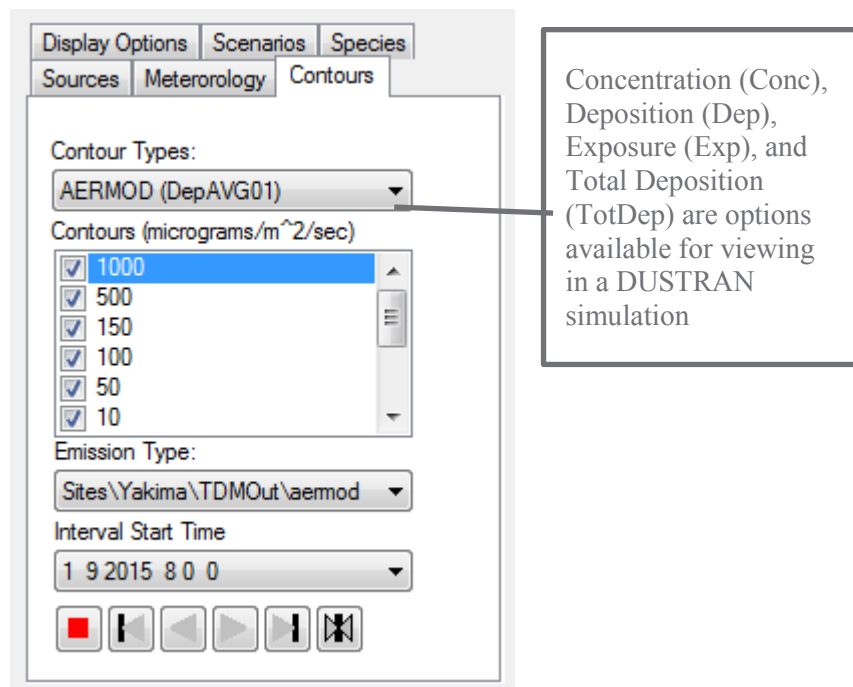 Display Options Scenarios Species
Sources Meterorology Contours
Contour Types:
AERMOD (DepAVG01)
Contours (micrograms/m^2/sec)
1000
500
150
100
50
10
Emission Type:
Sites\Yakima\TDMOut\aermod
Interval Start Time
1 9 2015 8 0 0
Concentration (Conc),
Deposition (Dep),
Exposure (Exp), and
Total Deposition
(TotDep) are options
available for viewing
in a DUSTRAN
simulation